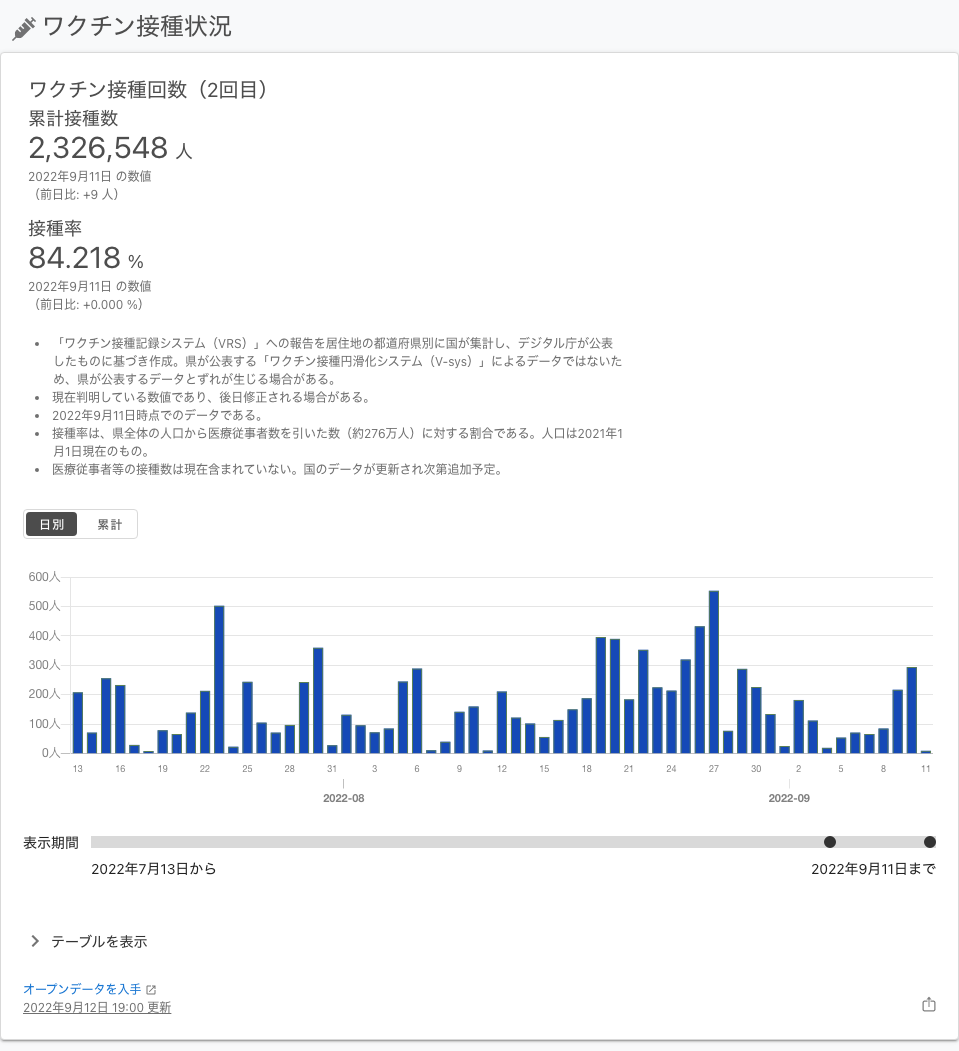 ワクチン接種状況
ワクチン接種回数（2回目）
累計接種数
2,326,548 人
2022年9月11日 の数値
（前日比: +9 人）
接種率
84.218 %
2022年9月11日 の数値
（前日比: +0.000 %）
• 「ワクチン接種記録システム（VRS）」への報告を居住地の都道府県別に国が集計し、デジタル庁が公表
したものに基づき作成。県が公表する「ワクチン接種円滑化システム（V-sys）」によるデータではないた
め、県が公表するデータとずれが生じる場合がある。
• 現在判明している数値であり、後日修正される場合がある。
• 2022年9月11日時点でのデータである。
• 接種率は、県全体の人口から医療従事者数を引いた数（約276万人）に対する割合である。人口は2021年1
月1日現在のもの。
• 医療従事者等の接種数は現在含まれていない。国のデータが更新され次第追加予定。
日別 累計
600人
500人
400人
300人
200人
100人
0人
13 16 19 22 25 28 31 3 6 9 12 15 18 21 24 27 30 2 5 8 11
2022-08 2022-09
表示期間
2022年7月13日から 2022年9月11日まで
テーブルを表示
オープンデータを入手
2022年9月12日 19:00 更新